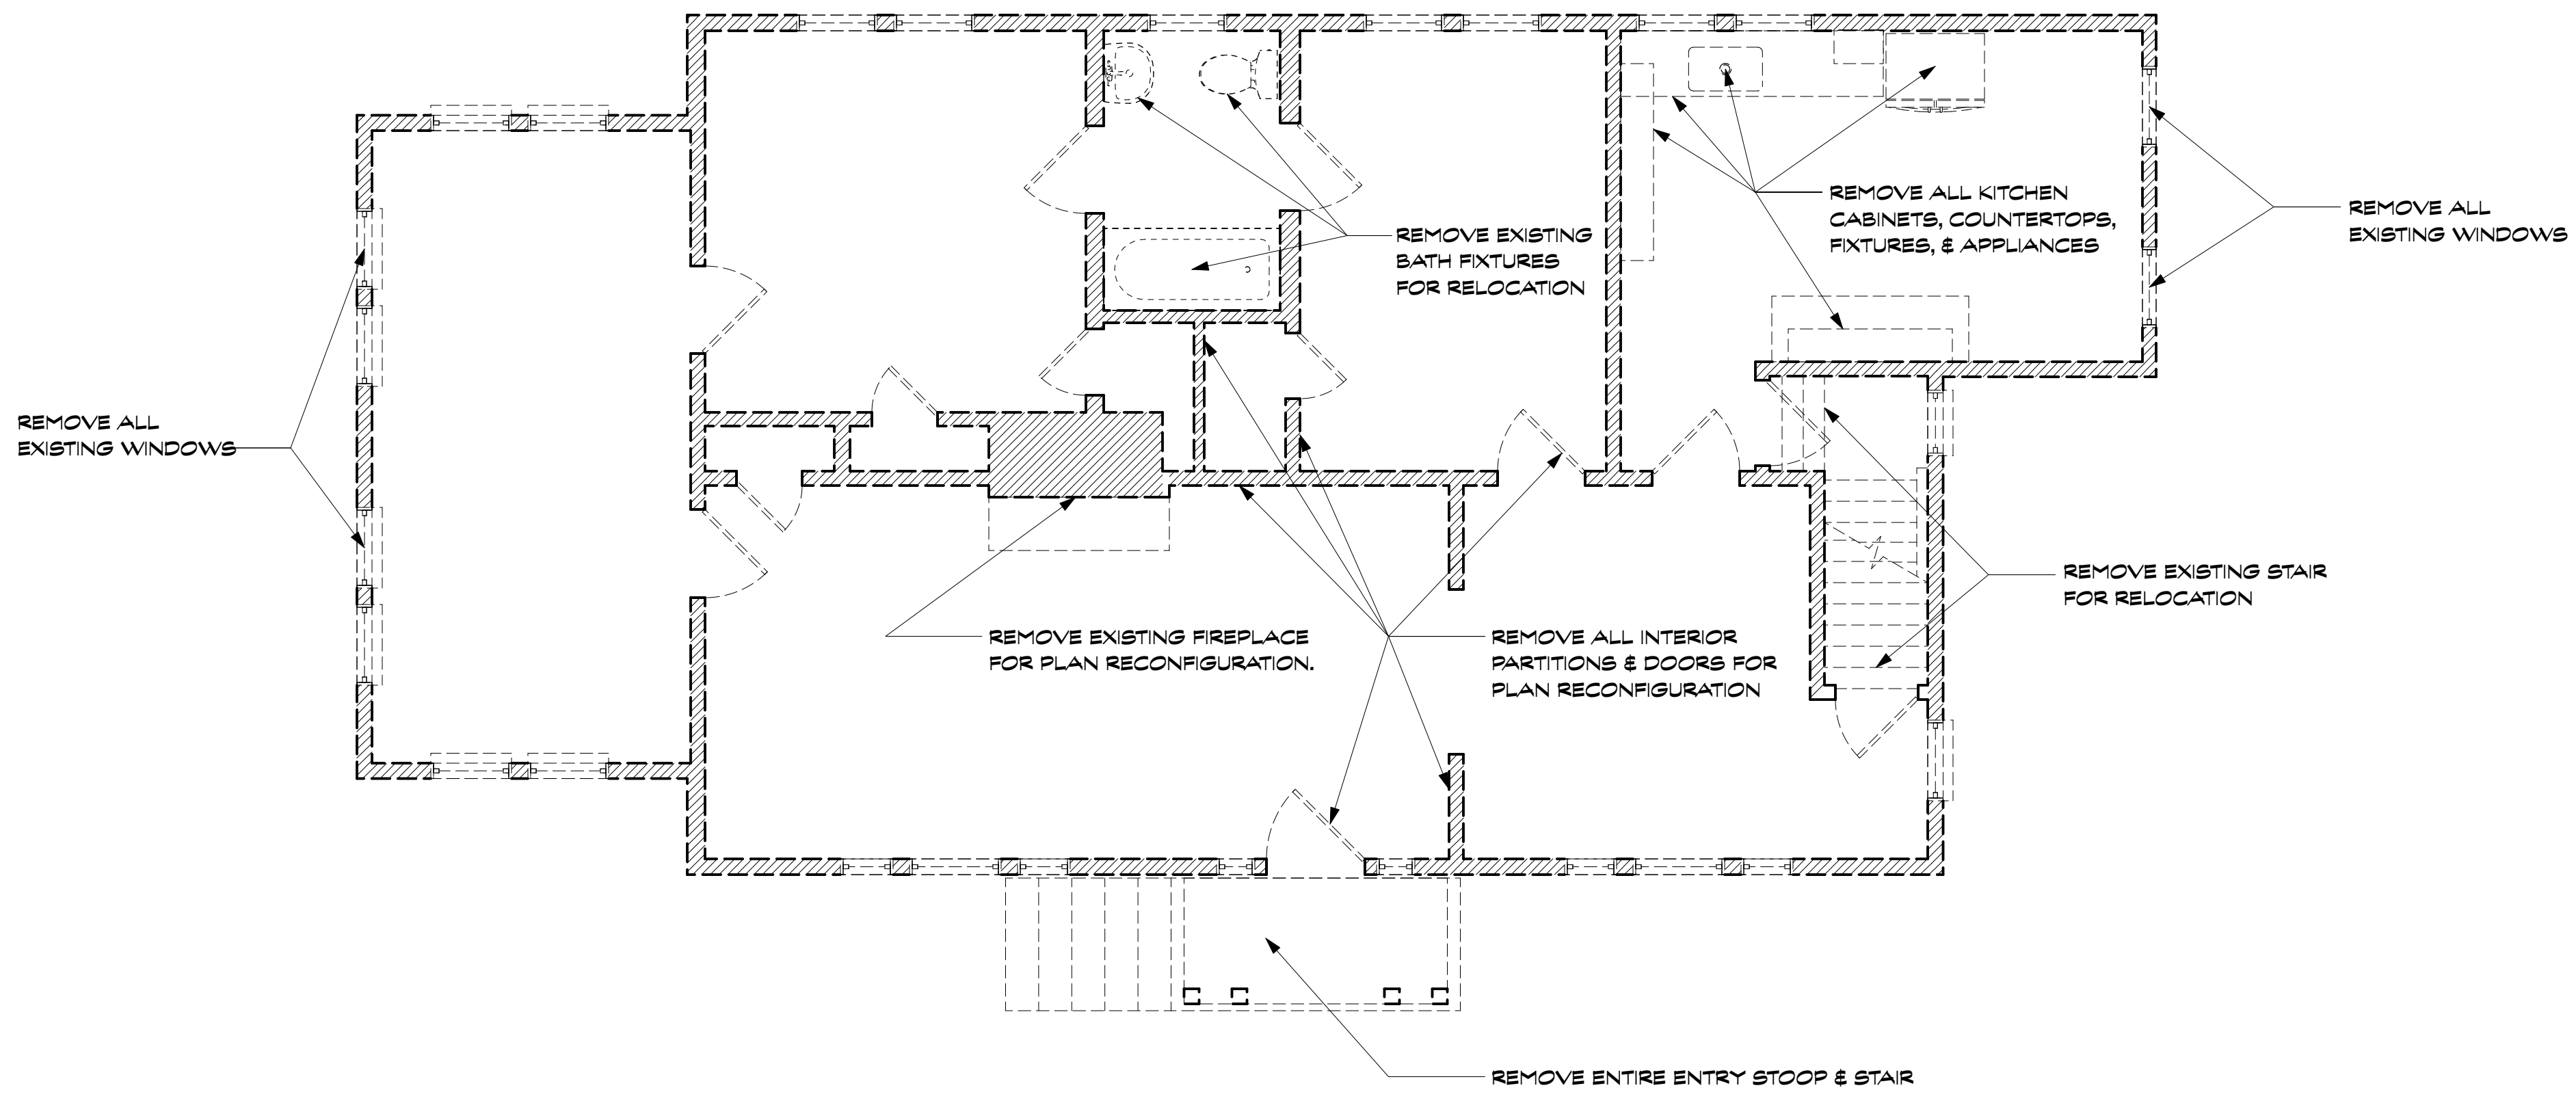 REMOVE ALL KITCHEN
CABINETS, COUNTERTOPS,
FIXTURES, & APPLIANCES
REMOVE ALL
EXISTING WINDOWS
REMOVE EXISTING
BATH FIXTURES
FOR RELOCATION
REMOVE ALL
EXISTING WINDOWS
REMOVE EXISTING STAIR
FOR RELOCATION
REMOVE EXISTING FIREPLACE
FOR PLAN RECONFIGURATION.
REMOVE ALL INTERIOR
PARTITIONS & DOORS FOR
PLAN RECONFIGURATION
REMOVE ENTIRE ENTRY STOOP & STAIR